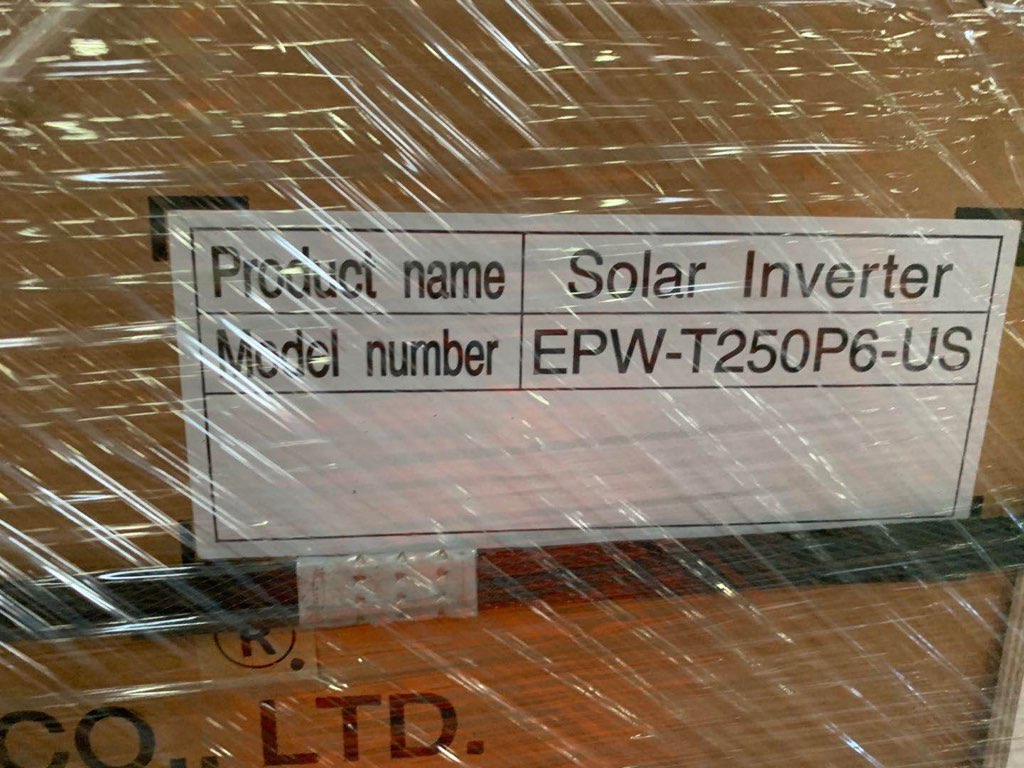 Product name Solar Inverter
Model number EPW-T250P6-US
®.
CO., LTD.